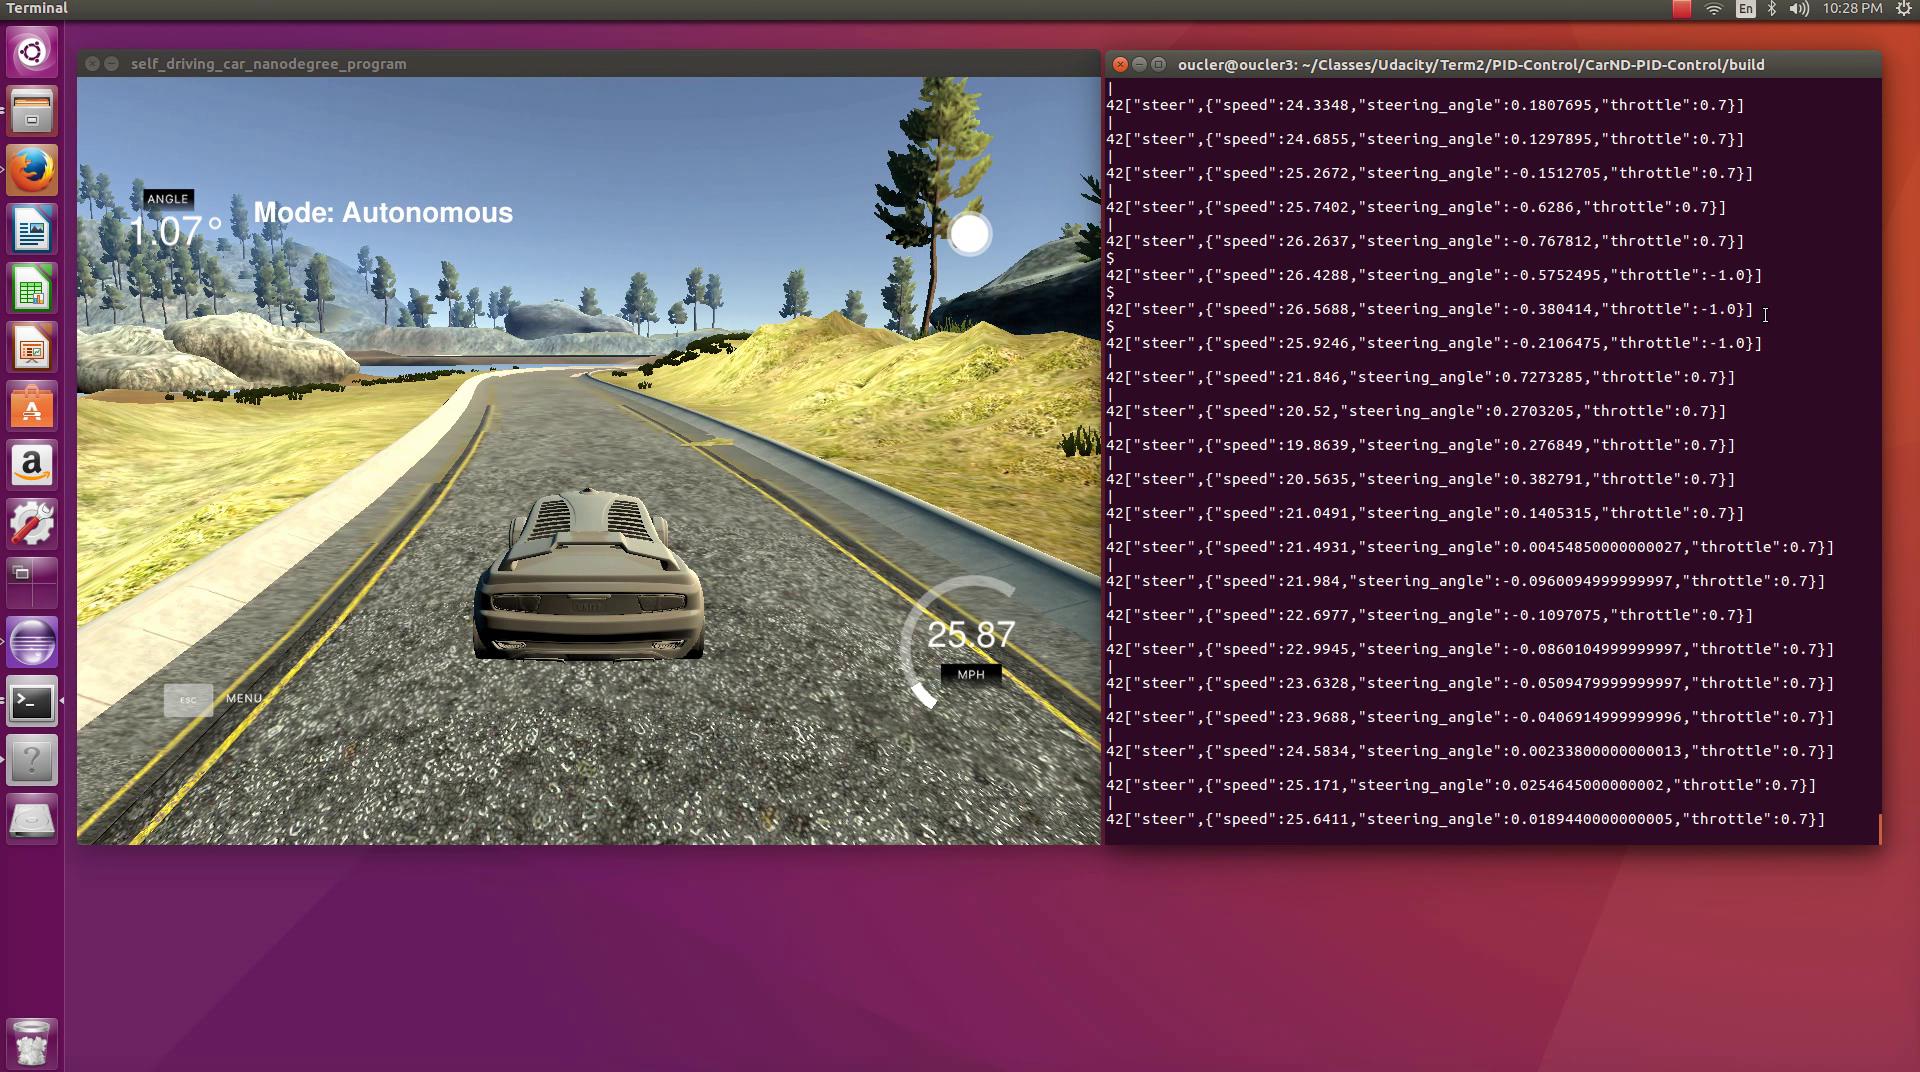 Terminal
En
10:28 PM
self_driving_car_nanodegree_program
ANGLE
1.07°
Mode: Autonomous
25.87
MPH
ESC
MENU
oucler@oucler3: ~/Classes/Udacity/Term2/PID-Control/CarND-PID-Control/build
|
42["steer",{"speed":24.3348,"steering_angle":0.1807695,"throttle":0.7}]
|
42["steer",{"speed":24.6855,"steering_angle":0.1297895,"throttle":0.7}]
|
42["steer",{"speed":25.2672,"steering_angle":-0.1512705,"throttle":0.7}]
|
42["steer",{"speed":25.7402,"steering_angle":-0.6286,"throttle":0.7}]
|
42["steer",{"speed":26.2637,"steering_angle":-0.767812,"throttle":0.7}]
$
42["steer",{"speed":26.4288,"steering_angle":-0.5752495,"throttle":-1.0}]
$
42["steer",{"speed":26.5688,"steering_angle":-0.380414,"throttle":-1.0}]
$
42["steer",{"speed":25.9246,"steering_angle":-0.2106475,"throttle":-1.0}]
|
42["steer",{"speed":21.846,"steering_angle":0.7273285,"throttle":0.7}]
|
42["steer",{"speed":20.52,"steering_angle":0.2703205,"throttle":0.7}]
|
42["steer",{"speed":19.8639,"steering_angle":0.276849,"throttle":0.7}]
|
42["steer",{"speed":20.5635,"steering_angle":0.382791,"throttle":0.7}]
|
42["steer",{"speed":21.0491,"steering_angle":0.1405315,"throttle":0.7}]
|
42["steer",{"speed":21.4931,"steering_angle":0.00454850000000027,"throttle":0.7}]
|
42["steer",{"speed":21.984,"steering_angle":-0.0960094999999997,"throttle":0.7}]
|
42["steer",{"speed":22.6977,"steering_angle":-0.1097075,"throttle":0.7}]
|
42["steer",{"speed":22.9945,"steering_angle":-0.0860104999999997,"throttle":0.7}]
|
42["steer",{"speed":23.6328,"steering_angle":-0.0509479999999997,"throttle":0.7}]
|
42["steer",{"speed":23.9688,"steering_angle":-0.0406914999999996,"throttle":0.7}]
|
42["steer",{"speed":24.5834,"steering_angle":0.00233800000000013,"throttle":0.7}]
|
42["steer",{"speed":25.171,"steering_angle":0.0254645000000002,"throttle":0.7}]
|
42["steer",{"speed":25.6411,"steering_angle":0.0189440000000005,"throttle":0.7}]